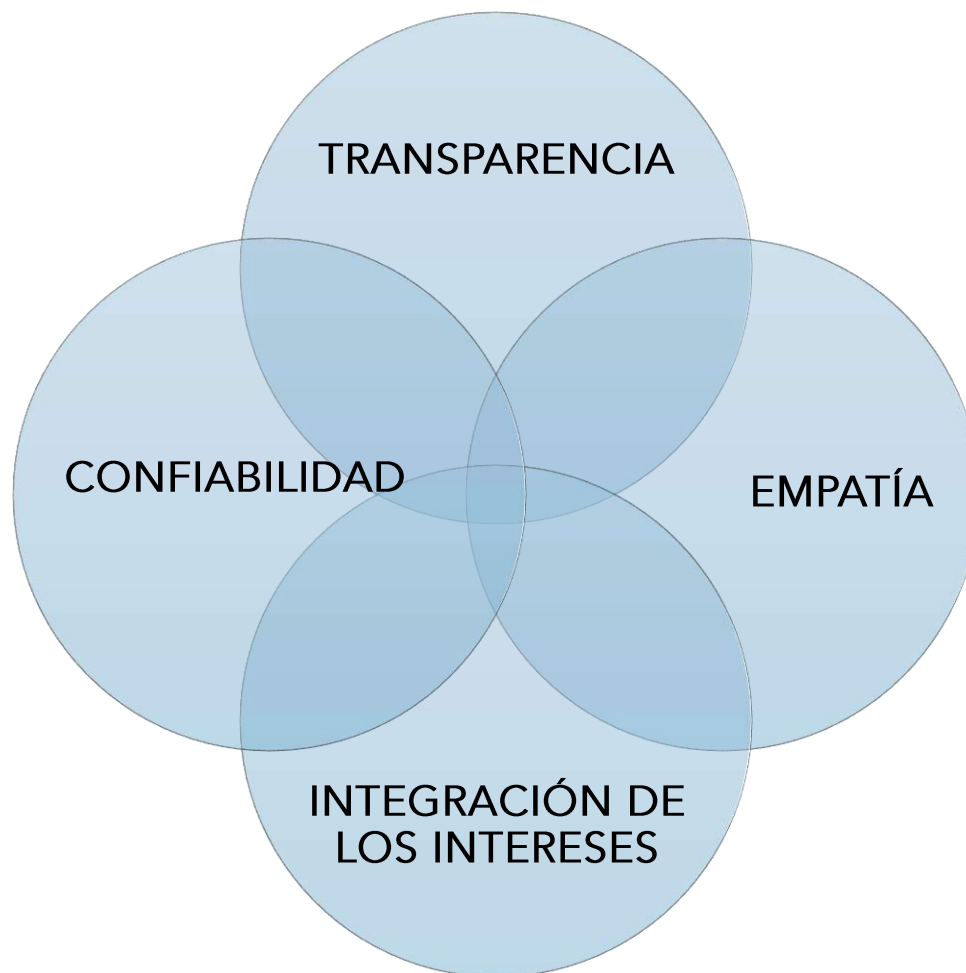 TRANSPARENCIA
CONFIABILIDAD
EMPATÍA
INTEGRACIÓN DE
LOS INTERESES